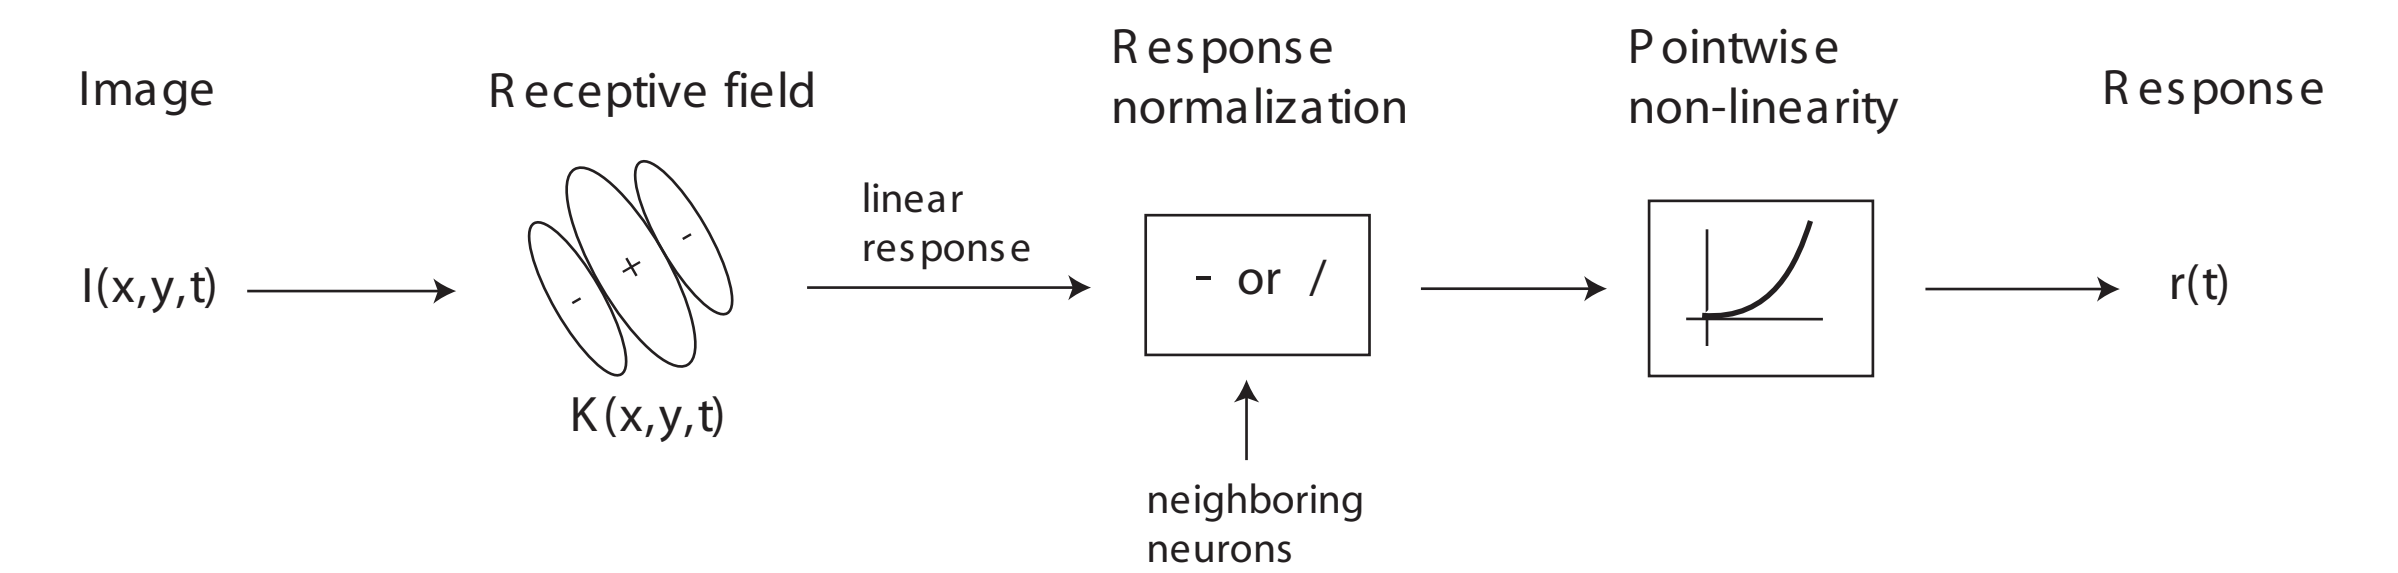 Image
Receptive field
Response
normalization
Pointwise
non-linearity
Response
I(x,y,t)
-
+
-
K(x,y,t)
linear
response
- or /
neighboring
neurons
r(t)